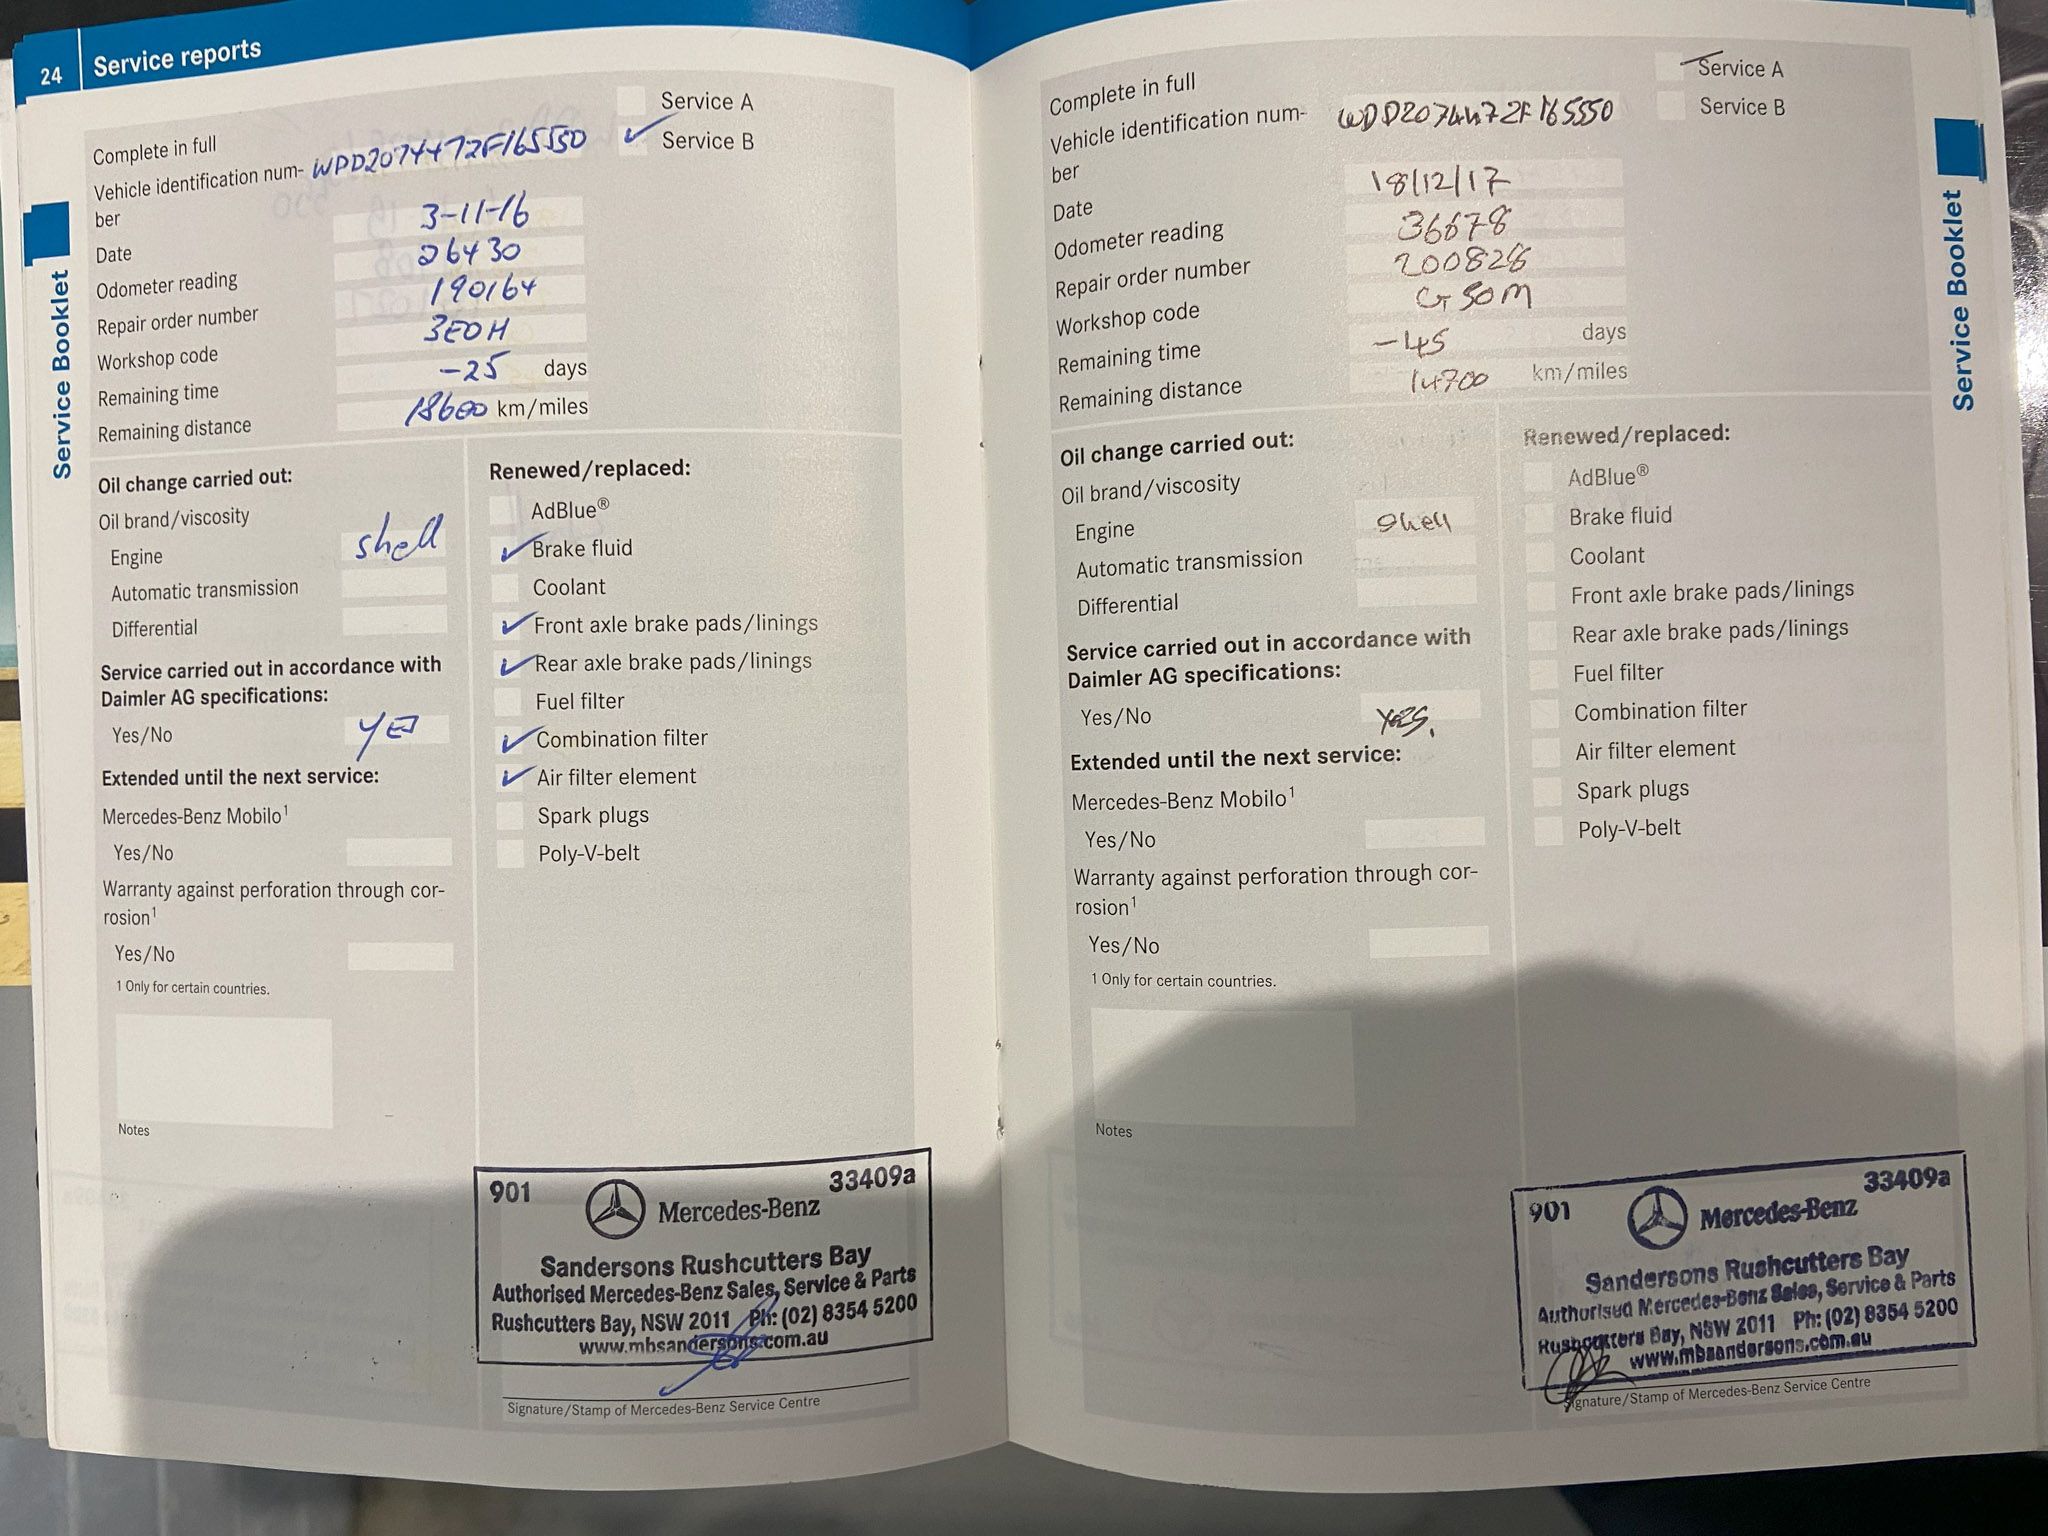 24
Service reports
Service Booklet
Complete in full
Service A
Service B
Vehicle identification num-
ber
WDD2074472F165550
Date
3-11-16
Odometer reading
26430
Repair order number
190164
Workshop code
3E0H
Remaining time
-25 days
Remaining distance
18600 km/miles
Oil change carried out:
Oil brand/viscosity
Engine
shell
Automatic transmission
Differential
Service carried out in accordance with
Daimler AG specifications:
Yes/No
YES
Extended until the next service:
Mercedes-Benz Mobilo1
Yes/No
Warranty against perforation through cor-
rosion1
Yes/No
1 Only for certain countries.
Notes
Renewed/replaced:
AdBlue®
Brake fluid
Coolant
Front axle brake pads/linings
Rear axle brake pads/linings
Fuel filter
Combination filter
Air filter element
Spark plugs
Poly-V-belt
901
33409a
Mercedes-Benz
Sandersons Rushcutters Bay
Authorised Mercedes-Benz Sales, Service & Parts
Rushcutters Bay, NSW 2011 Ph: (02) 8354 5200
www.mbsandersons.com.au
Signature/Stamp of Mercedes-Benz Service Centre
Complete in full
Service A
Service B
Vehicle identification num-
ber
WDD2074472F165550
Date
18/12/17
Odometer reading
36678
Repair order number
200828
Workshop code
G50M
Remaining time
-45 days
Remaining distance
14700 km/miles
Oil change carried out:
Oil brand/viscosity
Engine
Shell
Automatic transmission
Differential
Service carried out in accordance with
Daimler AG specifications:
Yes/No
Yes.
Extended until the next service:
Mercedes-Benz Mobilo1
Yes/No
Warranty against perforation through cor-
rosion1
Yes/No
1 Only for certain countries.
Notes
Renewed/replaced:
AdBlue®
Brake fluid
Coolant
Front axle brake pads/linings
Rear axle brake pads/linings
Fuel filter
Combination filter
Air filter element
Spark plugs
Poly-V-belt
901
33409a
Mercedes-Benz
Sandersons Rushcutters Bay
Authorised Mercedes-Benz Sales, Service & Parts
Rushcutters Bay, NSW 2011 Ph: (02) 8354 5200
www.mbsandersons.com.au
Signature/Stamp of Mercedes-Benz Service Centre
Service Booklet